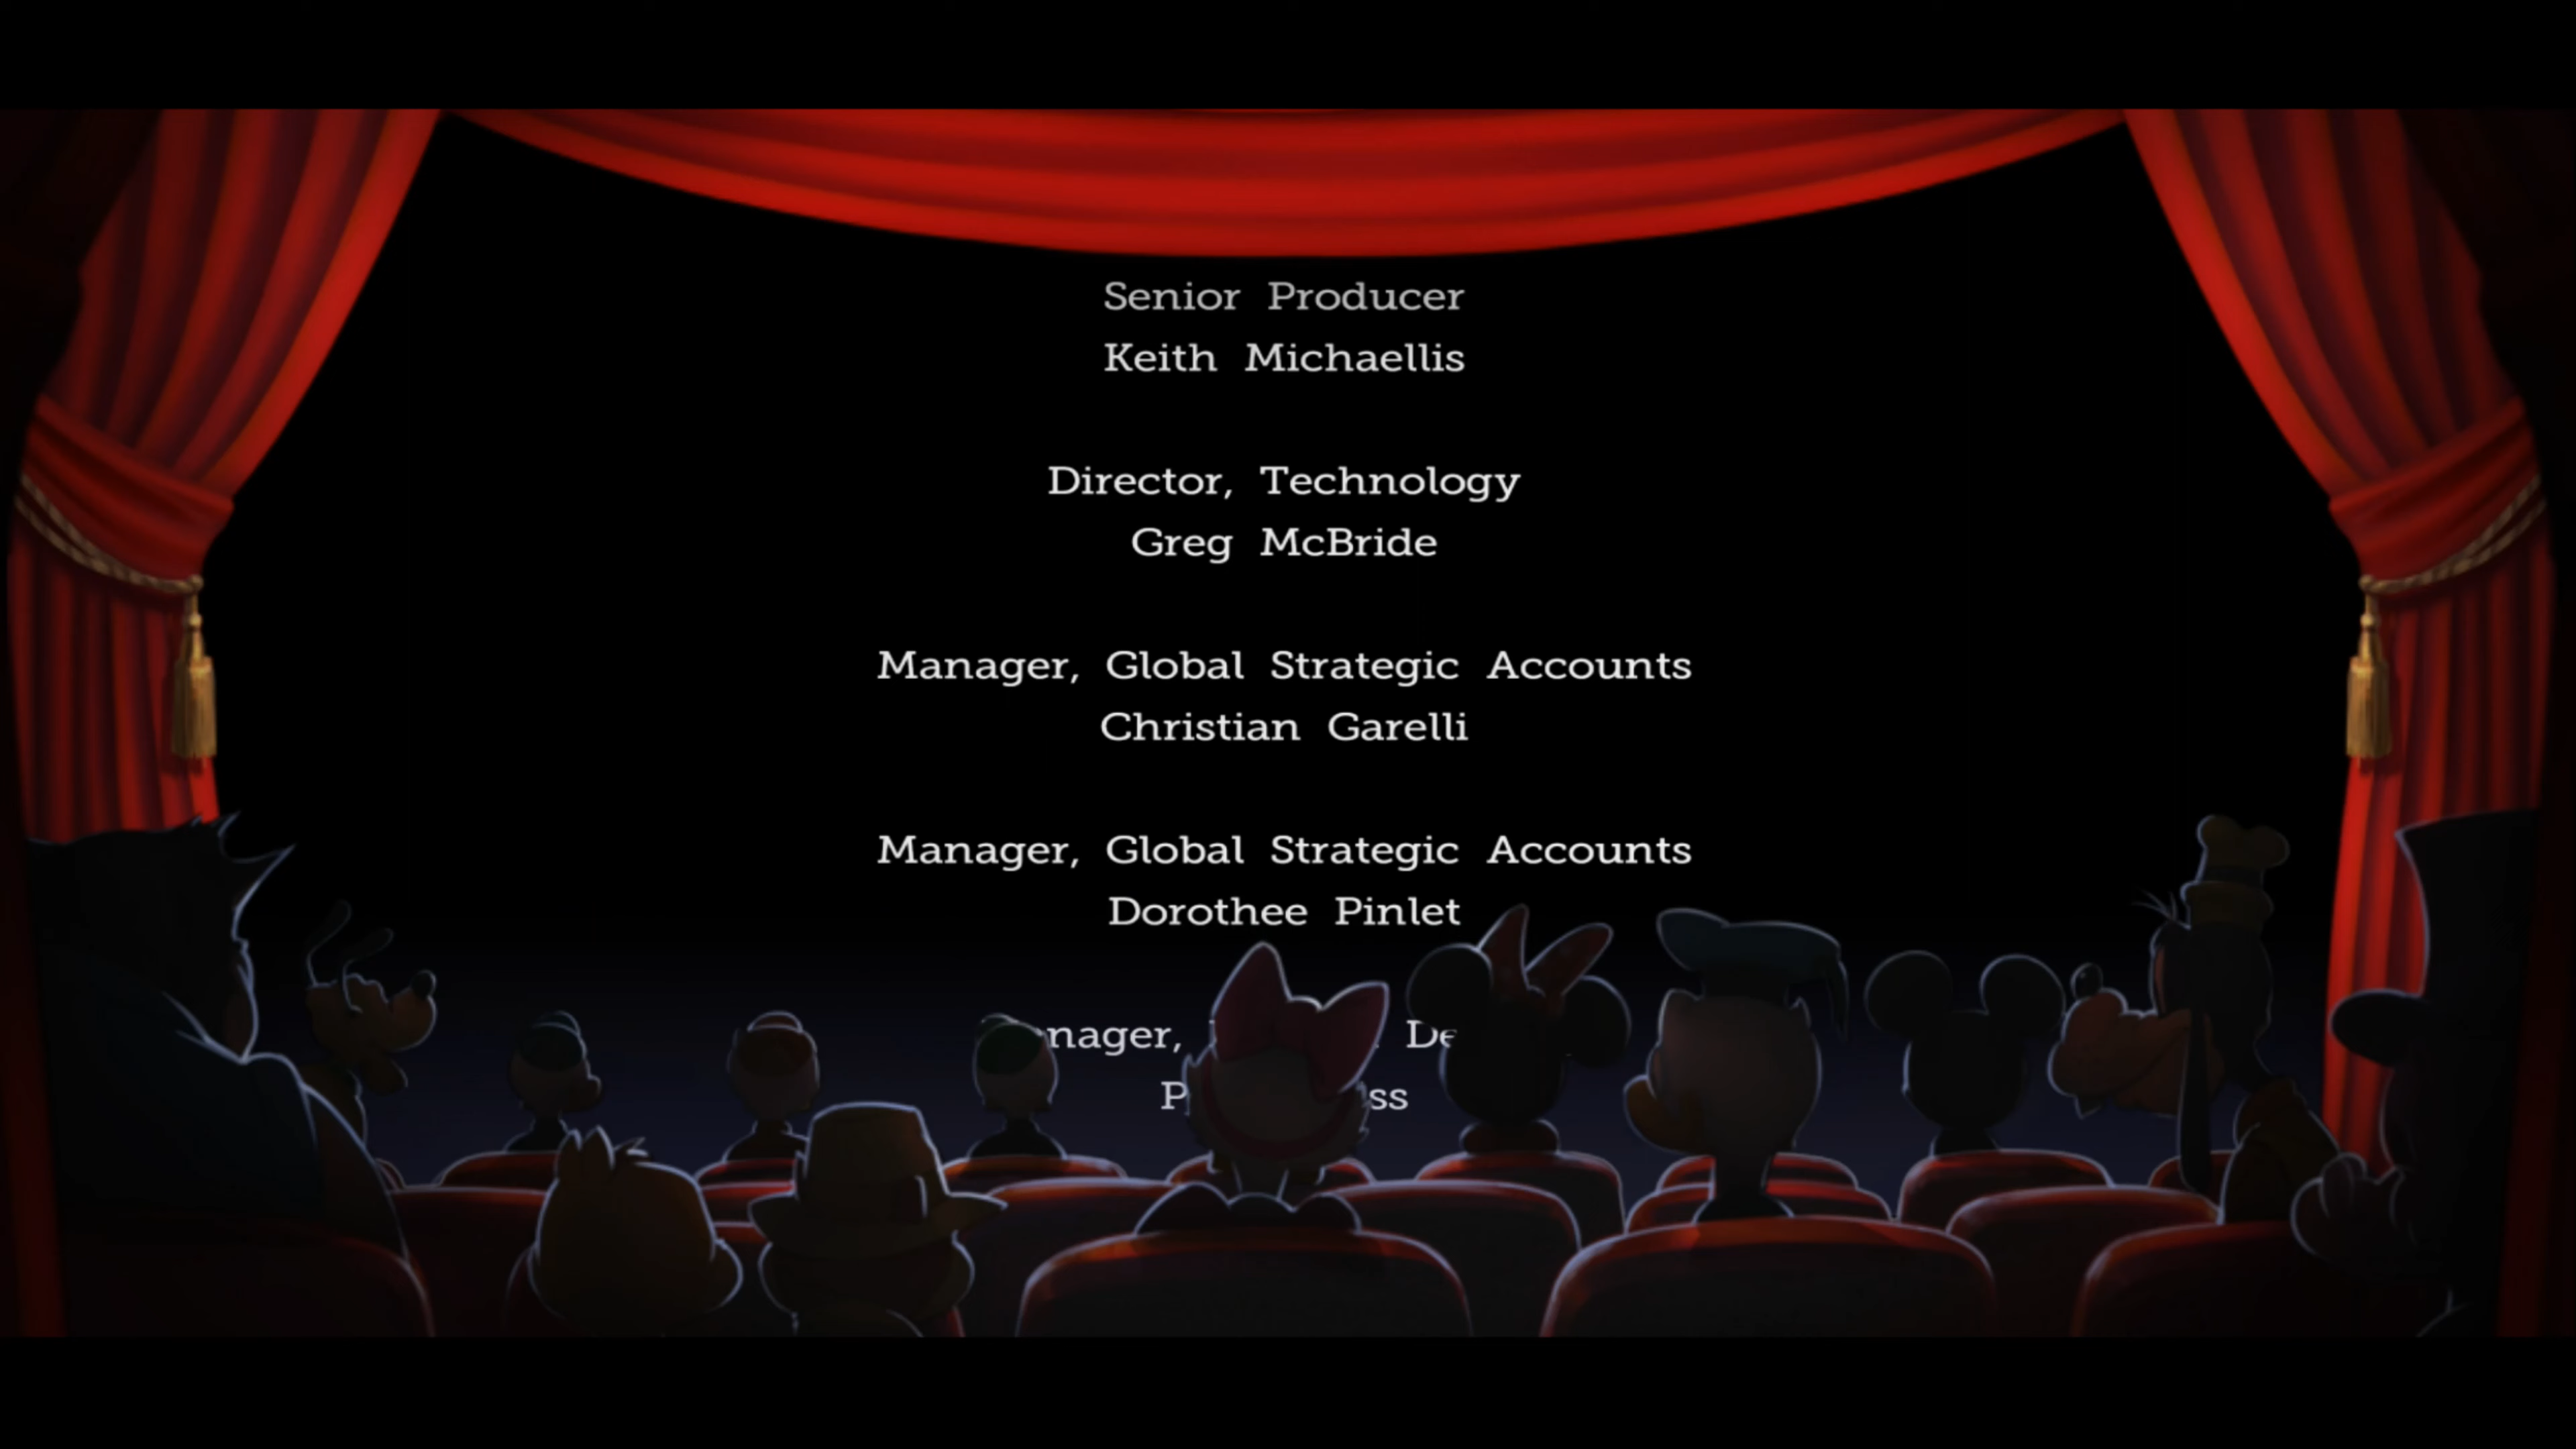 Senior Producer
Keith Michaellis
Director, Technology
Greg McBride
Manager, Global Strategic Accounts
Christian Garelli
Manager, Global Strategic Accounts
Dorothee Pinlet